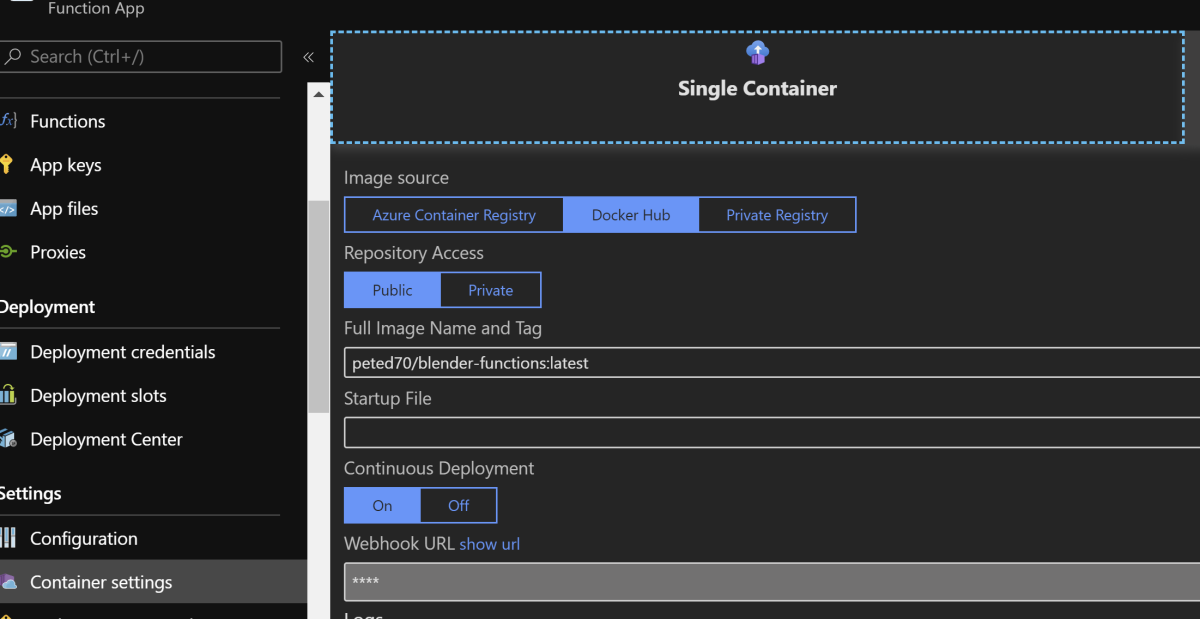 Function App
Search (Ctrl+/)
«
Functions
App keys
App files
Proxies
Deployment
Deployment credentials
Deployment slots
Deployment Center
Settings
Configuration
Container settings
Single Container
Image source
Azure Container Registry Docker Hub Private Registry
Repository Access
Public Private
Full Image Name and Tag
peted70/blender-functions:latest
Startup File
Continuous Deployment
On Off
Webhook URL show url
****
Logs